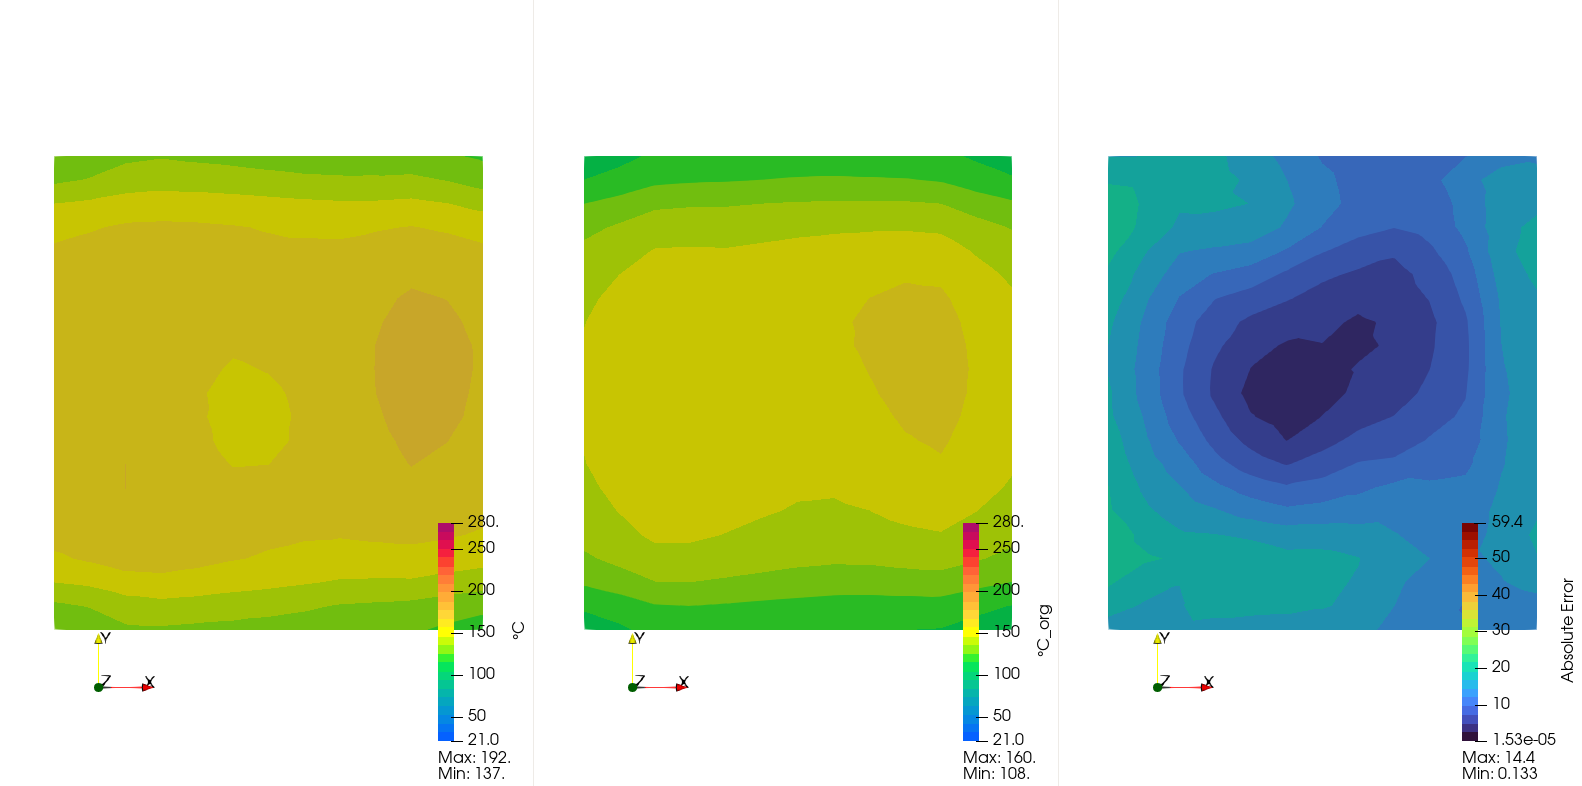 280.
250
200
150
100
50
21.0
°C
Max: 192.
Min: 137.
Y
Z
X
280.
250
200
150
100
50
21.0
°C_org
Max: 160.
Min: 108.
Y
Z
X
59.4
50
40
30
20
10
1.53e-05
Absolute Error
Max: 14.4
Min: 0.133
Y
Z
X